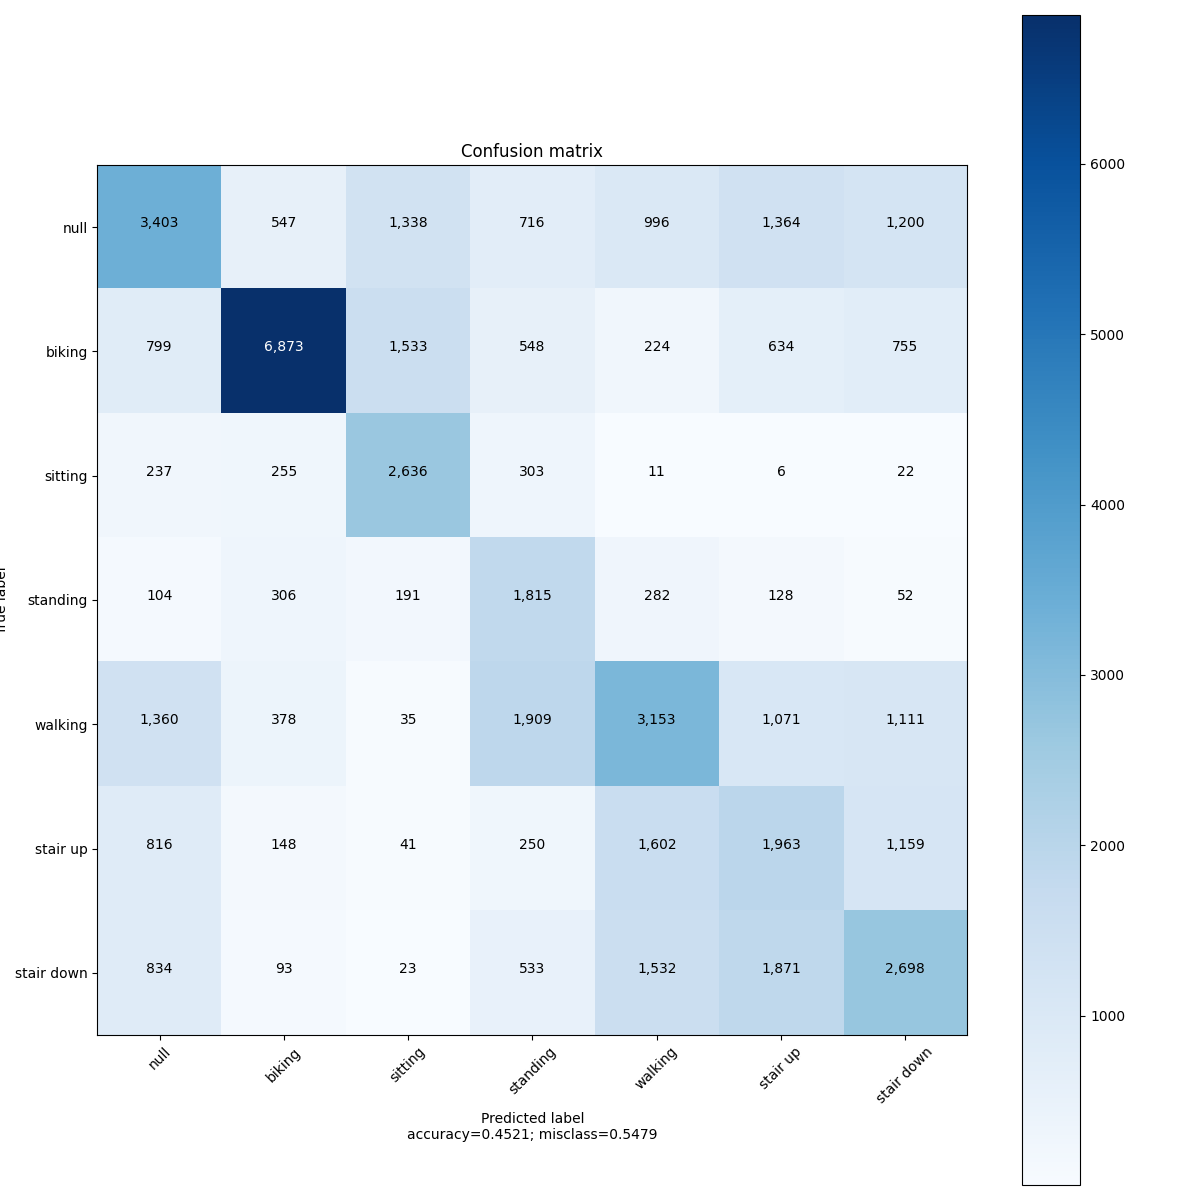 Confusion matrix
null 3,403 547 1,338 716 996 1,364 1,200
biking 799 6,873 1,533 548 224 634 755
sitting 237 255 2,636 303 11 6 22
standing 104 306 191 1,815 282 128 52
walking 1,360 378 35 1,909 3,153 1,071 1,111
stair up 816 148 41 250 1,602 1,963 1,159
stair down 834 93 23 533 1,532 1,871 2,698
null biking sitting standing walking stair up stair down
Predicted label
accuracy=0.4521; misclass=0.5479
6000
5000
4000
3000
2000
1000